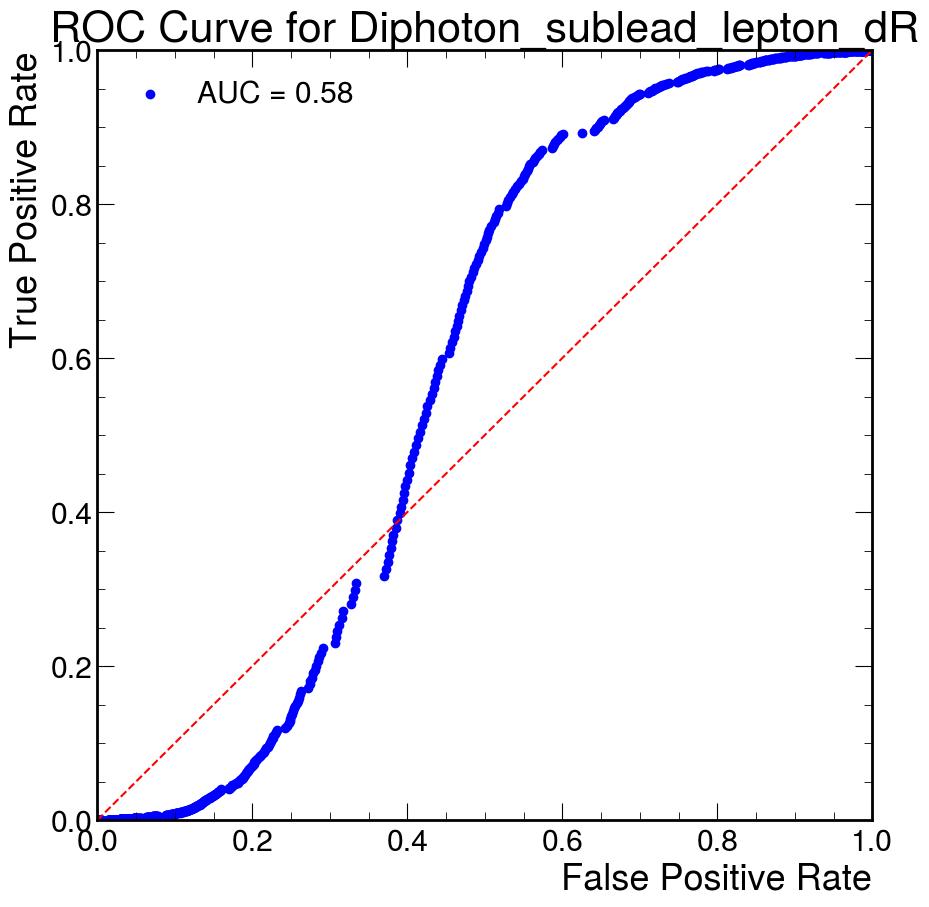 ROC Curve for Diphoton_sublead_lepton_dR
True Positive Rate
1.0
0.8
0.6
0.4
0.2
0.0
AUC = 0.58
0.0 0.2 0.4 0.6 0.8 1.0
False Positive Rate